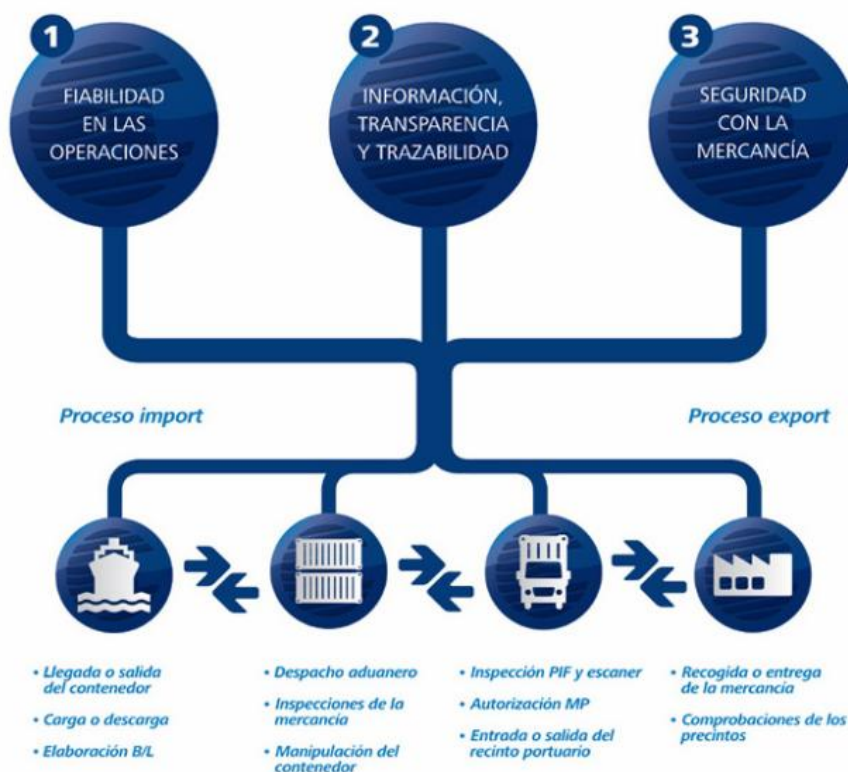 1
FIABILIDAD
EN LAS
OPERACIONES
2
INFORMACIÓN,
TRANSPARENCIA
Y TRAZABILIDAD
3
SEGURIDAD
CON LA
MERCANCÍA
Proceso import
Proceso export
• Llegada o salida
del contenedor
• Carga o descarga
• Elaboración B/L
• Despacho aduanero
• Inspecciones de la
mercancía
• Manipulación del
contenedor
• Inspección PIF y escaner
• Autorización MP
• Entrada o salida del
recinto portuario
• Recogida o entrega
de la mercancía
• Comprobaciones de los
precintos